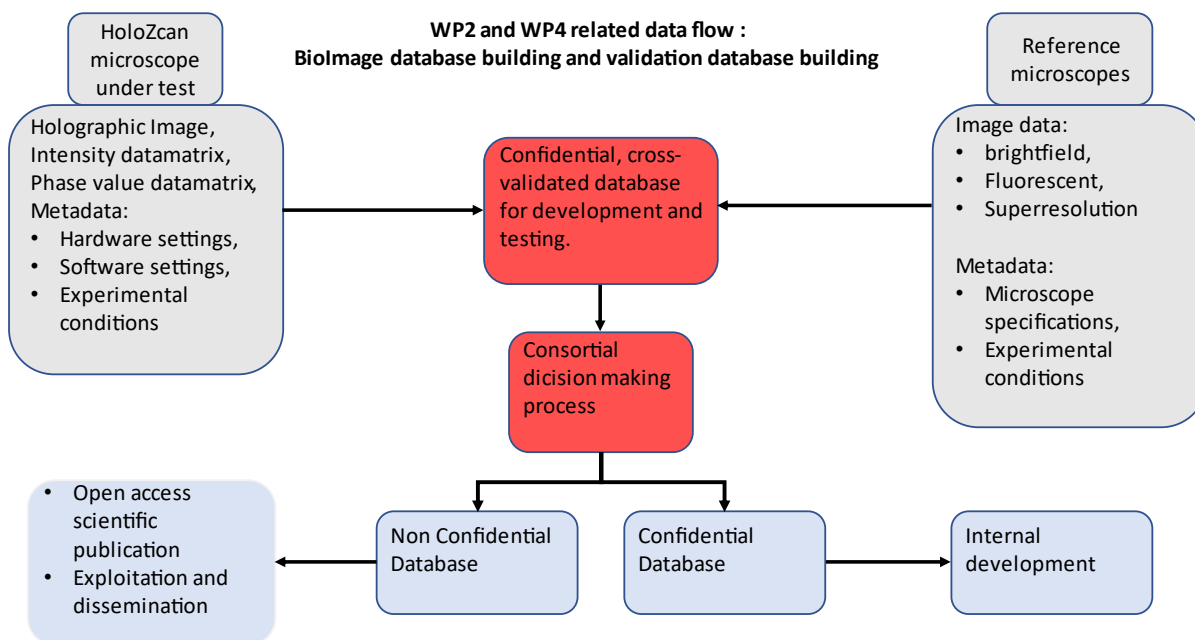 WP2 and WP4 related data flow :
BioImage database building and validation database building
HoloZcan
microscope
under test
Holographic Image,
Intensity datamatrix,
Phase value datamatrix,
Metadata:
• Hardware settings,
• Software settings,
• Experimental
conditions
Confidential, cross-
validated database
for development and
testing.
Reference
microscopes
Image data:
• brightfield,
• Fluorescent,
• Superresolution
Metadata:
• Microscope
specifications,
• Experimental
conditions
Consortial
dicision making
process
• Open access
scientific
publication
• Exploitation and
dissemination
Non Confidential
Database
Confidential
Database
Internal
development